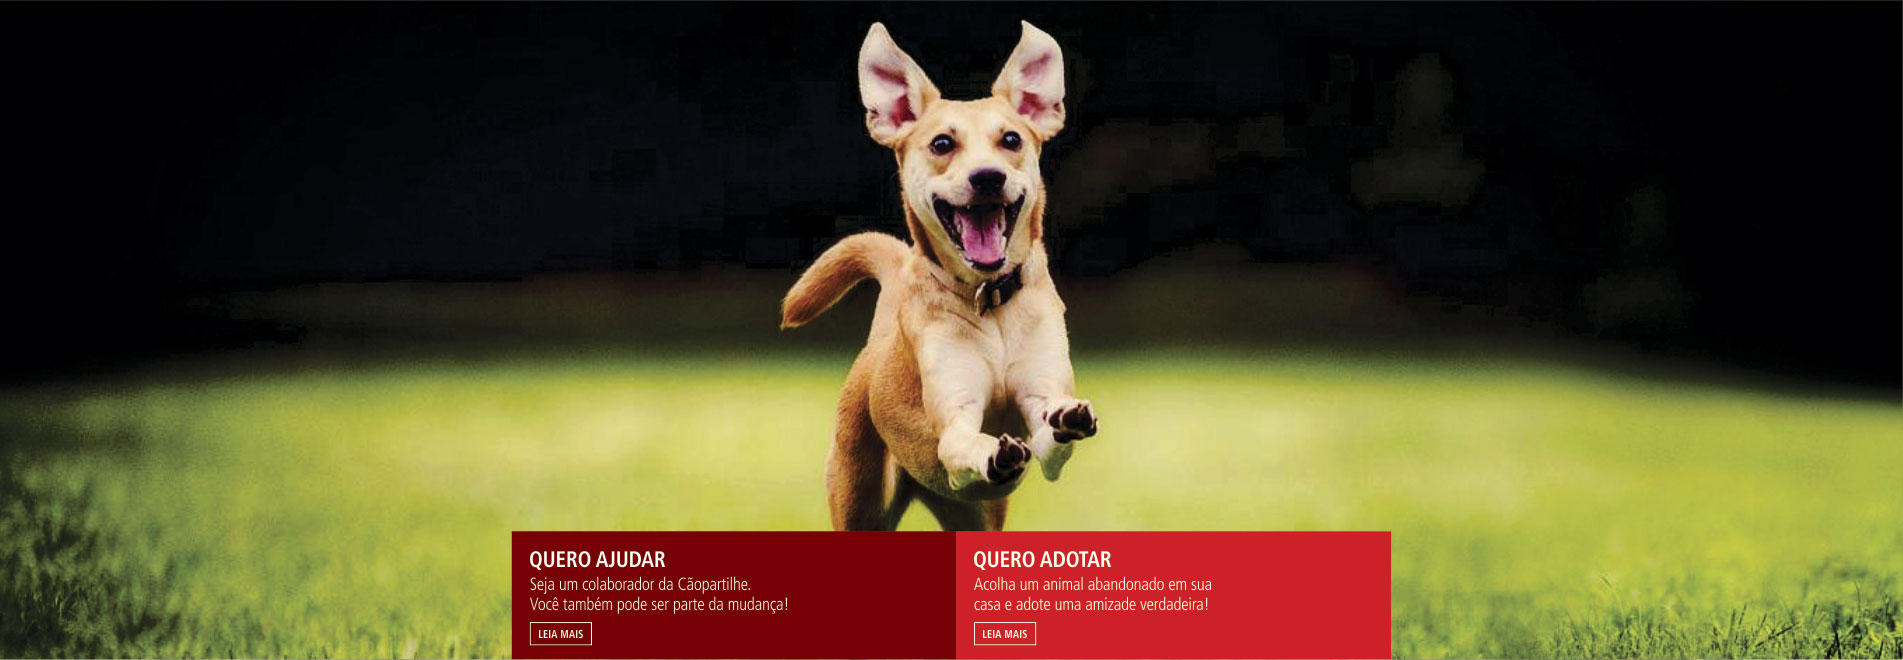 QUERO AJUDAR
Seja um colaborador da Cãopartilhe.
Você também pode ser parte da mudança!
LEIA MAIS
QUERO ADOTAR
Acolha um animal abandonado em sua
casa e adote uma amizade verdadeira!
LEIA MAIS